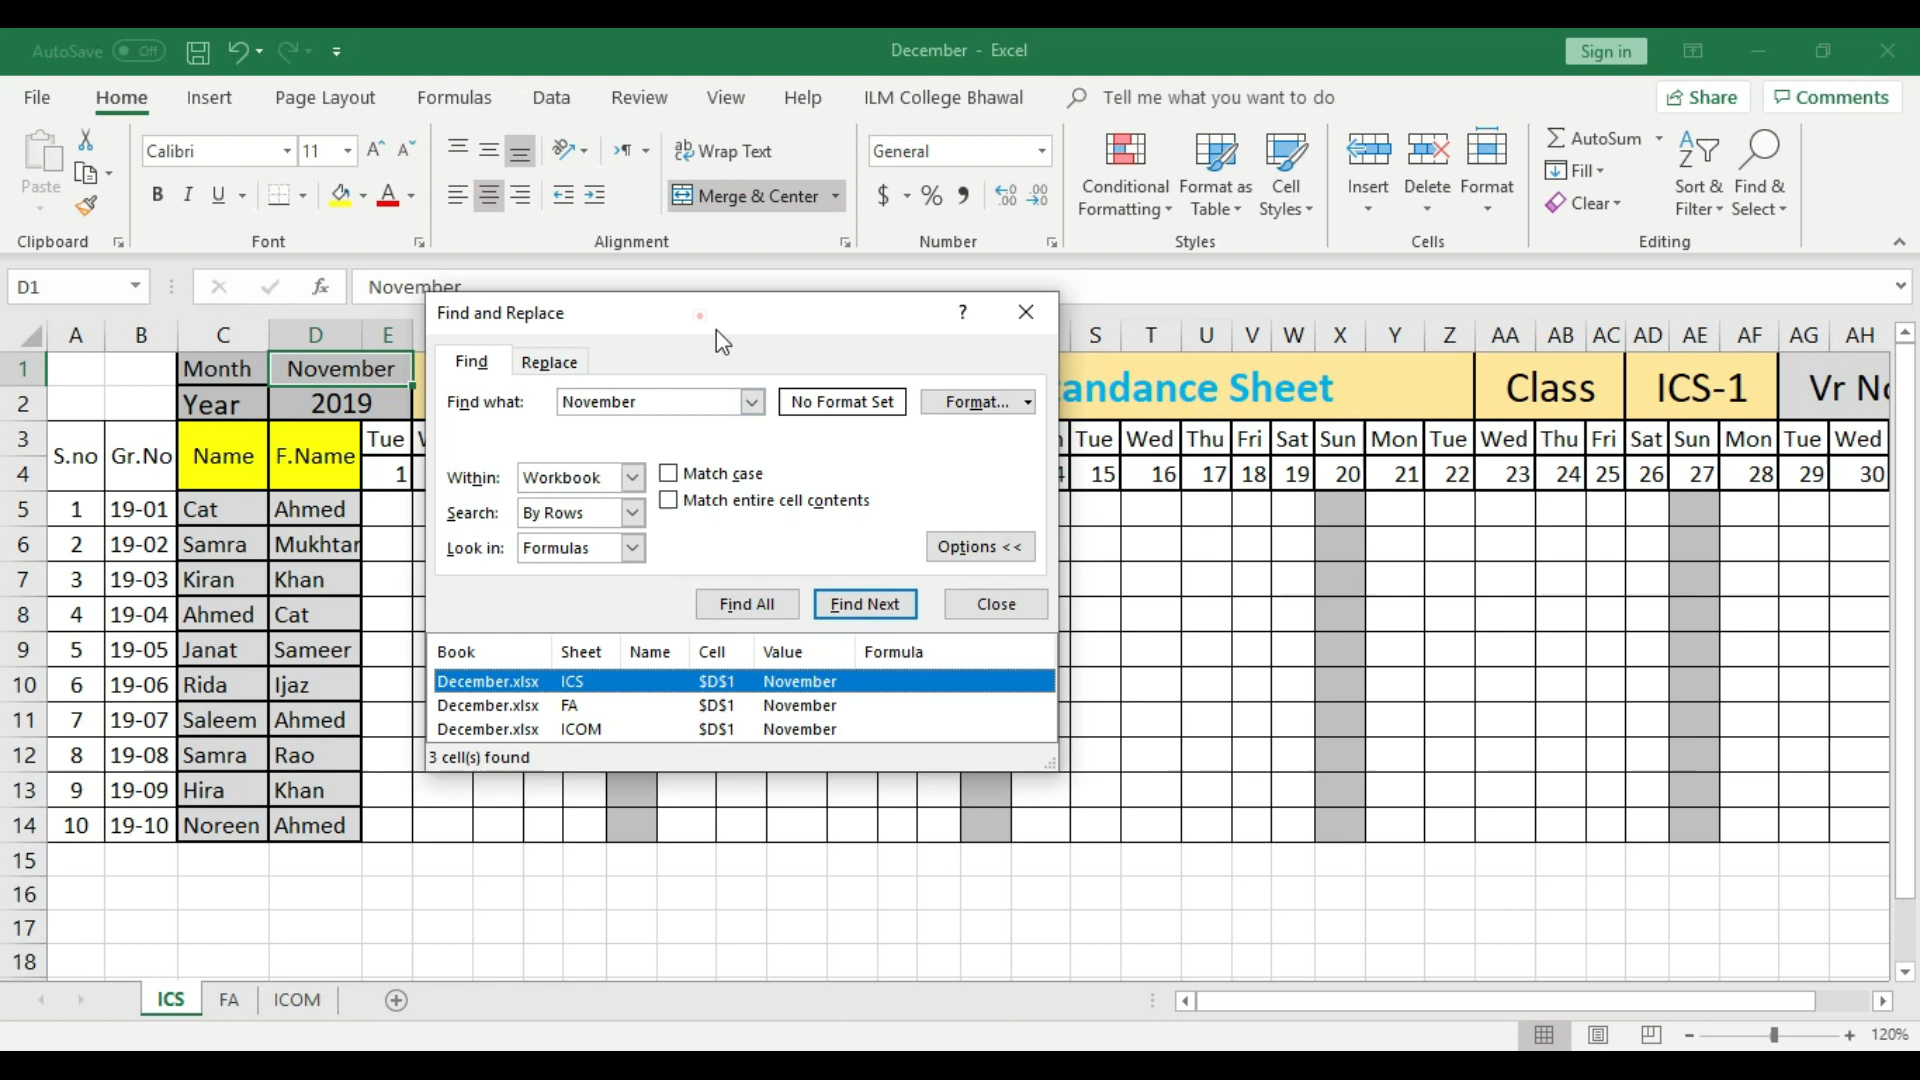 AutoSave Off December - Excel Sign in
File Home Insert Page Layout Formulas Data Review View Help ILM College Bhawal Tell me what you want to do Share Comments
Paste Calibri 11 Wrap Text General Conditional Formatting Format as Table Cell Styles Insert Delete Format AutoSum Fill Clear Sort & Filter Find & Select
B I U A Merge & Center $ % , .00
Clipboard Font Alignment Number Styles Cells Editing
D1 fx November
Find and Replace ?
Find Replace
Find what: November No Format Set Format...
Within: Workbook Match case
Search: By Rows Match entire cell contents
Look in: Formulas Options <<
Find All Find Next Close
Book Sheet Name Cell Value Formula
December.xlsx ICS $D$1 November
December.xlsx FA $D$1 November
December.xlsx ICOM $D$1 November
3 cell(s) found
A B C D E S T U V W X Y Z AA AB AC AD AE AF AG AH
1 Month November tandance Sheet Class ICS-1 Vr No
2 Year 2019
3 S.no Gr.No Name F.Name Tue Tue Wed Thu Fri Sat Sun Mon Tue Wed Thu Fri Sat Sun Mon Tue Wed
4 1 15 16 17 18 19 20 21 22 23 24 25 26 27 28 29 30
5 1 19-01 Cat Ahmed
6 2 19-02 Samra Mukhtar
7 3 19-03 Kiran Khan
8 4 19-04 Ahmed Cat
9 5 19-05 Janat Sameer
10 6 19-06 Rida Ijaz
11 7 19-07 Saleem Ahmed
12 8 19-08 Samra Rao
13 9 19-09 Hira Khan
14 10 19-10 Noreen Ahmed
15
16
17
18
ICS FA ICOM
120%